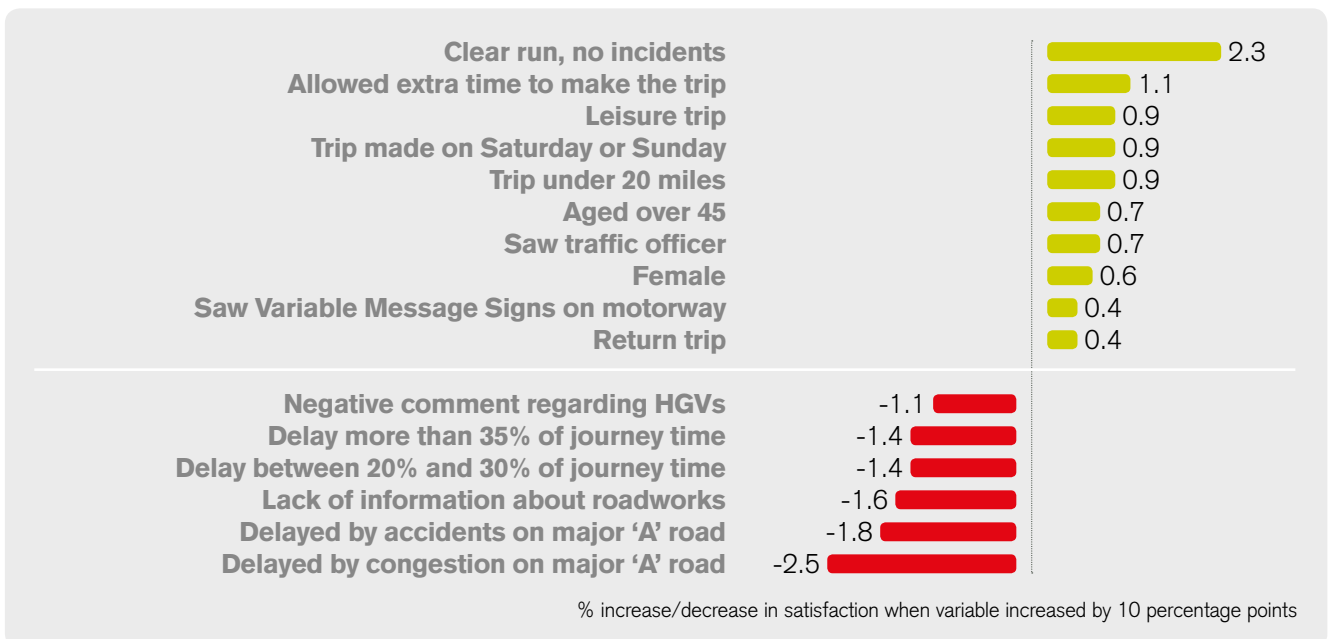 Clear run, no incidents 2.3
Allowed extra time to make the trip 1.1
Leisure trip 0.9
Trip made on Saturday or Sunday 0.9
Trip under 20 miles 0.9
Aged over 45 0.7
Saw traffic officer 0.7
Female 0.6
Saw Variable Message Signs on motorway 0.4
Return trip 0.4
Negative comment regarding HGVs -1.1
Delay more than 35% of journey time -1.4
Delay between 20% and 30% of journey time -1.4
Lack of information about roadworks -1.6
Delayed by accidents on major ‘A’ road -1.8
Delayed by congestion on major ‘A’ road -2.5
% increase/decrease in satisfaction when variable increased by 10 percentage points